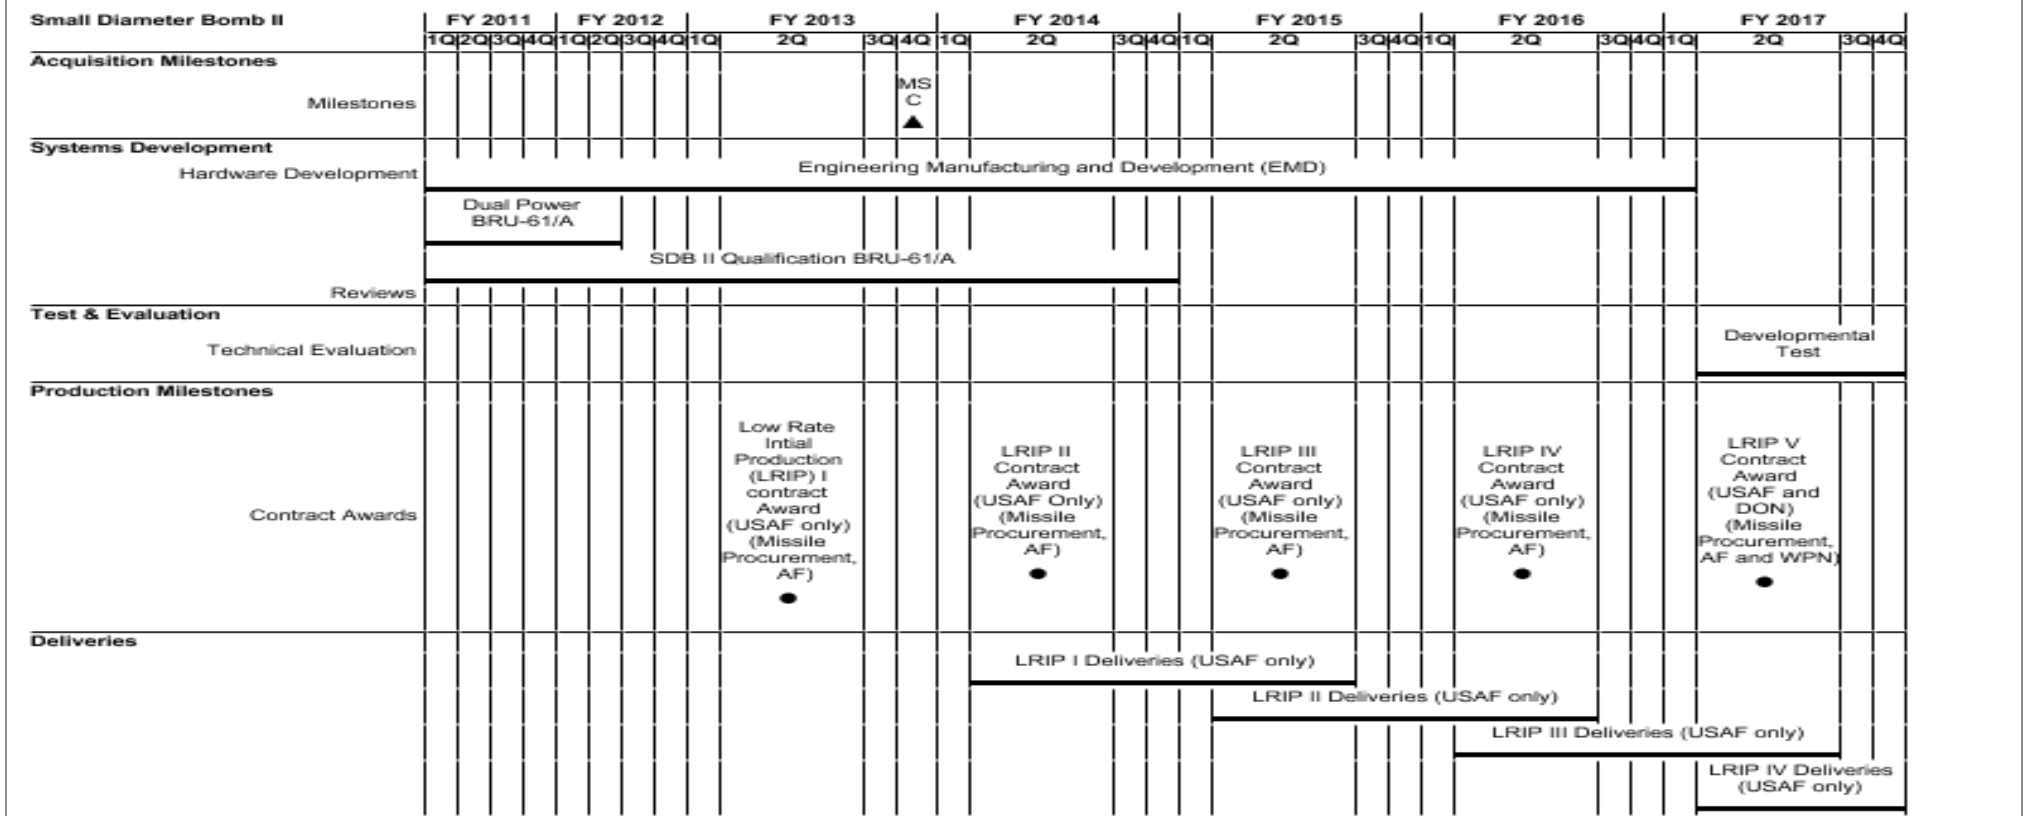 Small Diameter Bomb II FY 2011 FY 2012 FY 2013 FY 2014 FY 2015 FY 2016 FY 2017
1Q 2Q 3Q 4Q 1Q 2Q 3Q 4Q 1Q 2Q 3Q 4Q 1Q 2Q 3Q 4Q 1Q 2Q 3Q 4Q 1Q 2Q 3Q 4Q 1Q 2Q 3Q 4Q
Acquisition Milestones
Milestones
MS
C
Systems Development
Hardware Development
Engineering Manufacturing and Development (EMD)
Dual Power
BRU-61/A
SDB II Qualification BRU-61/A
Reviews
Test & Evaluation
Technical Evaluation
Developmental
Test
Production Milestones
Contract Awards
Low Rate
Intial
Production
(LRIP) I
contract
Award
(USAF only)
(Missile
Procurement,
AF)
LRIP II
Contract
Award
(USAF Only)
(Missile
Procurement,
AF)
LRIP III
Contract
Award
(USAF only)
(Missile
Procurement,
AF)
LRIP IV
Contract
Award
(USAF only)
(Missile
Procurement,
AF)
LRIP V
Contract
Award
(USAF and
DON)
(Missile
Procurement,
AF and WPN)
Deliveries
LRIP I Deliveries (USAF only)
LRIP II Deliveries (USAF only)
LRIP III Deliveries (USAF only)
LRIP IV Deliveries
(USAF only)